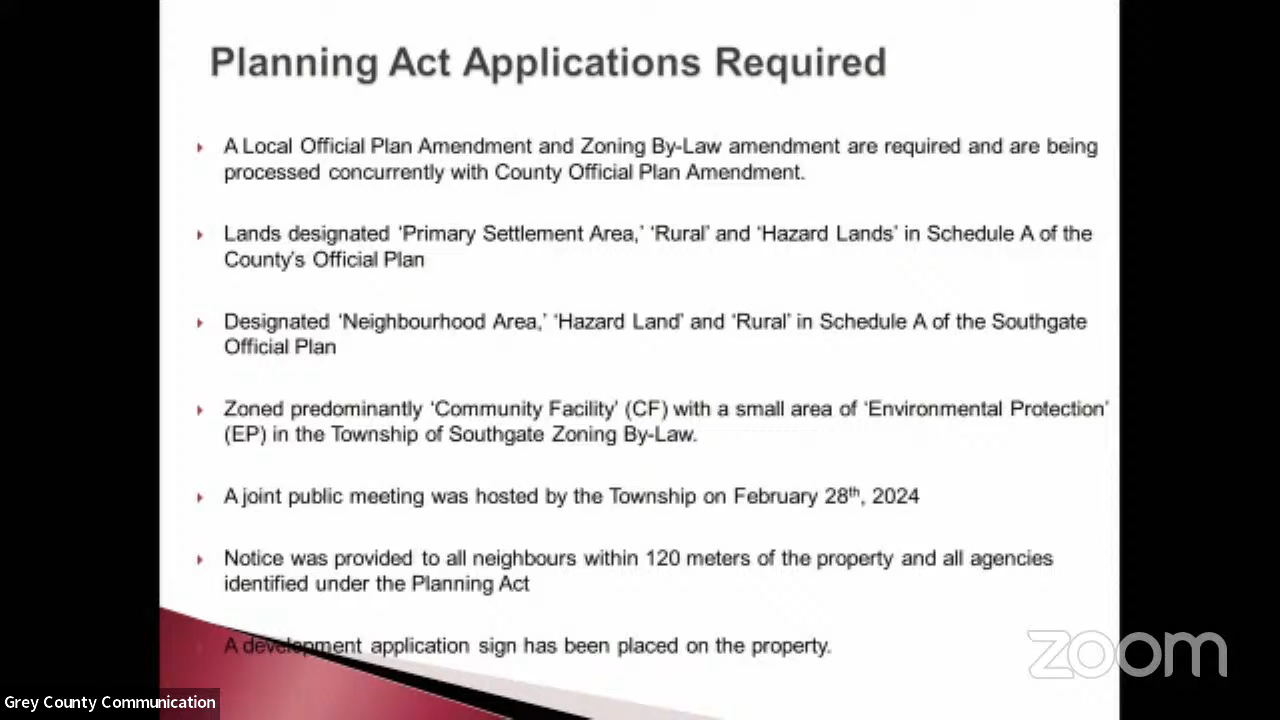 Planning Act Applications Required
A Local Official Plan Amendment and Zoning By-Law amendment are required and are being
processed concurrently with County Official Plan Amendment.
Lands designated ‘Primary Settlement Area,’ ‘Rural’ and ‘Hazard Lands’ in Schedule A of the
County’s Official Plan
Designated ‘Neighbourhood Area,’ ‘Hazard Land’ and ‘Rural’ in Schedule A of the Southgate
Official Plan
Zoned predominantly ‘Community Facility’ (CF) with a small area of ‘Environmental Protection’
(EP) in the Township of Southgate Zoning By-Law.
A joint public meeting was hosted by the Township on February 28th, 2024
Notice was provided to all neighbours within 120 meters of the property and all agencies
identified under the Planning Act
A development application sign has been placed on the property.
zoom
Grey County Communication